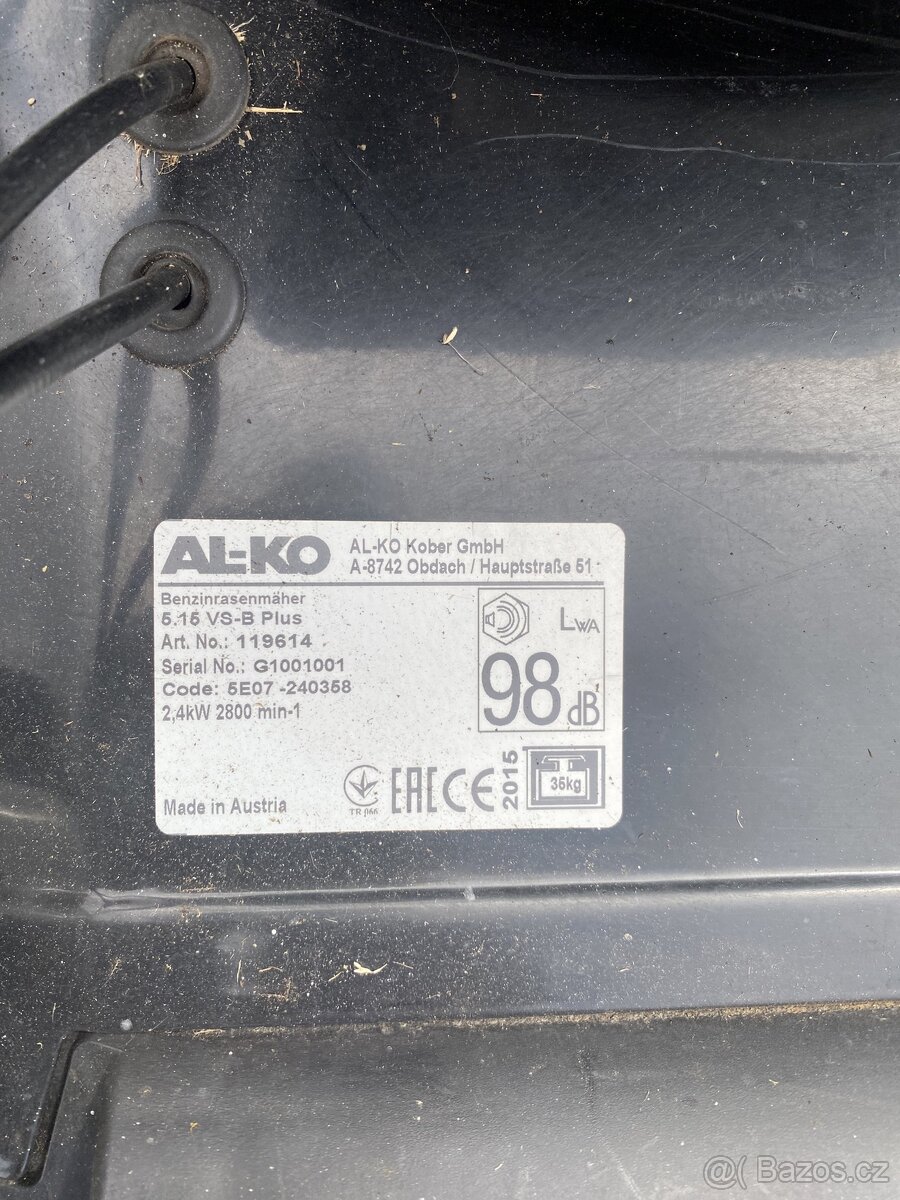 AL-KO
AL-KO Kober GmbH
A-8742 Obdach / Hauptstraße 51
Benzinrasenmäher
5.15 VS-B Plus
Art. No.: 119614
Serial No.: G1001001
Code: 5E07 -240358
2,4kW 2800 min-1
LWA
98 dB
Made in Austria
TR 066
EAC CE
2015
35kg
@( Bazos.cz